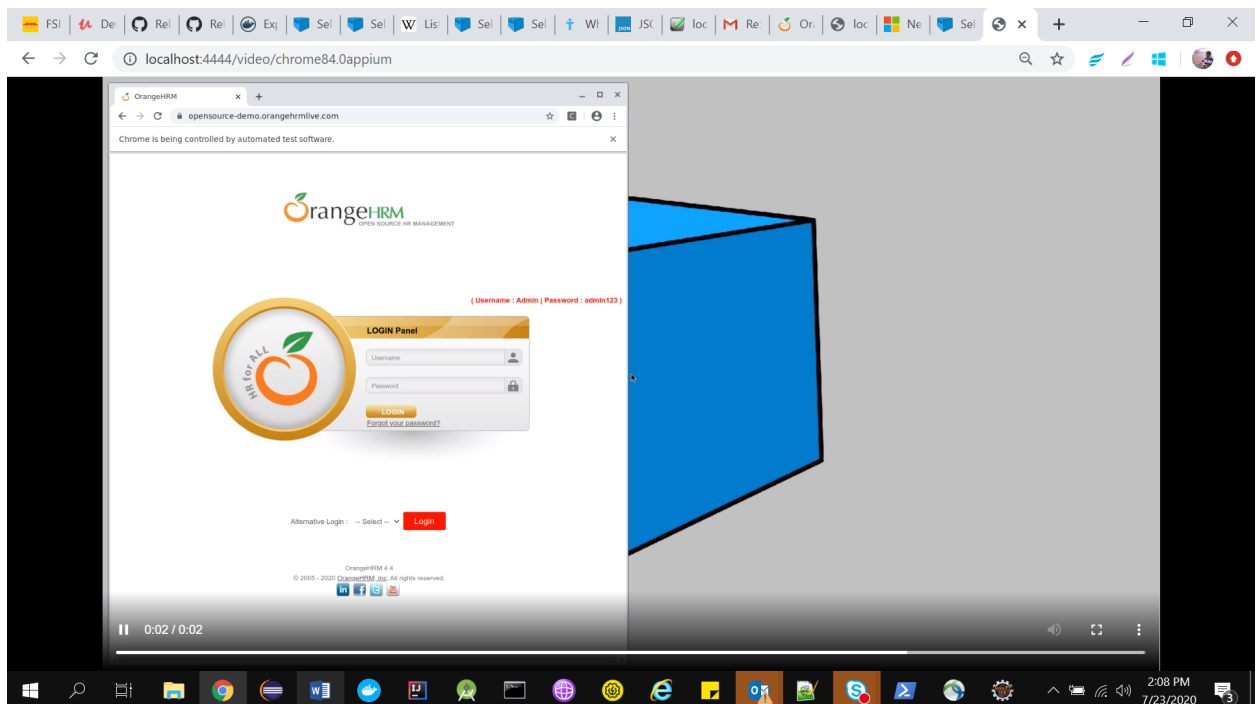 FSI
De
Rel
Rel
Exp
Sel
Sel
W Lis
Sel
Sel
Wh
JSON JSO
loc
Re:
Or
loc
Ne
Sel
localhost:4444/video/chrome84.0appium
OrangeHRM
opensource-demo.orangehrmlive.com
Chrome is being controlled by automated test software.
OrangeHRM
OPEN SOURCE HR MANAGEMENT
( Username : Admin | Password : admin123 )
LOGIN Panel
HR for ALL
Username
Password
LOGIN
Forgot your password?
Alternative Login : -- Select -- Login
OrangeHRM 4.4
© 2005 - 2020 OrangeHRM, Inc. All rights reserved.
0:02 / 0:02
2:08 PM
7/23/2020
3